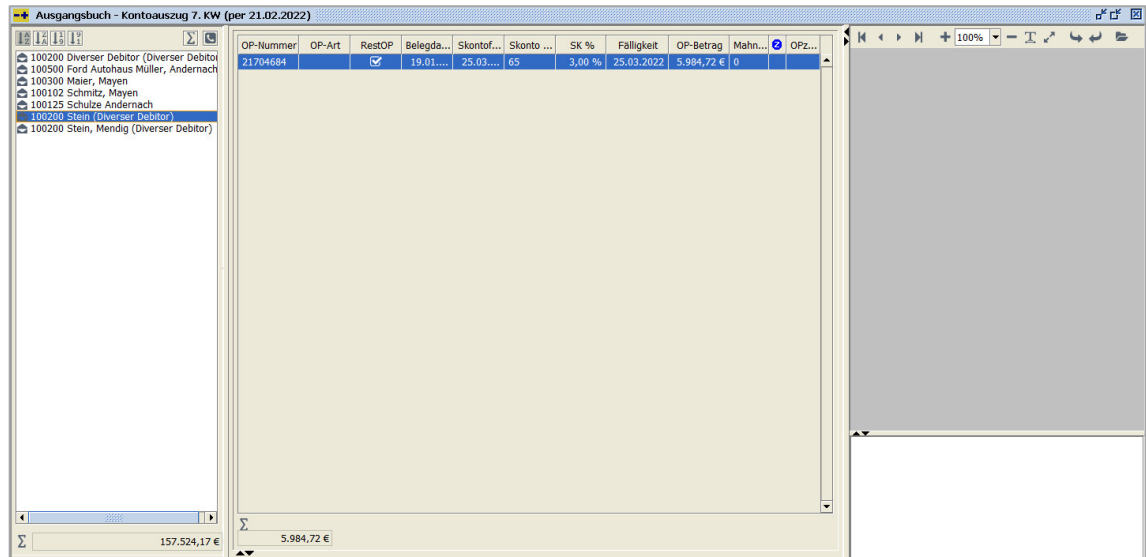 Ausgangsbuch - Kontoauszug 7. KW (per 21.02.2022)
100200 Diverser Debitor (Diverser Debitor
100500 Ford Autohaus Müller, Andernach
100300 Maier, Mayen
100102 Schmitz, Mayen
100125 Schulze Andernach
100200 Stein (Diverser Debitor)
100200 Stein, Mendig (Diverser Debitor)
Σ 157.524,17 €
OP-Nummer OP-Art RestOP Belegda... Skontof... Skonto ... SK % Fälligkeit OP-Betrag Mahn... Z OPz...
21704684 19.01.... 25.03.... 65 3,00 % 25.03.2022 5.984,72 € 0
Σ
5.984,72 €
100%